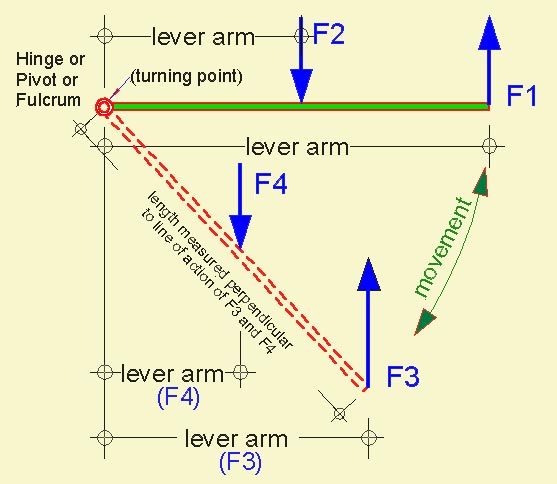 lever arm
F2
Hinge or
Pivot or
Fulcrum
(turning point)
F1
lever arm
F4
length measured perpendicular
to line of action of F3 and F4
movement
F3
lever arm
(F4)
lever arm
(F3)